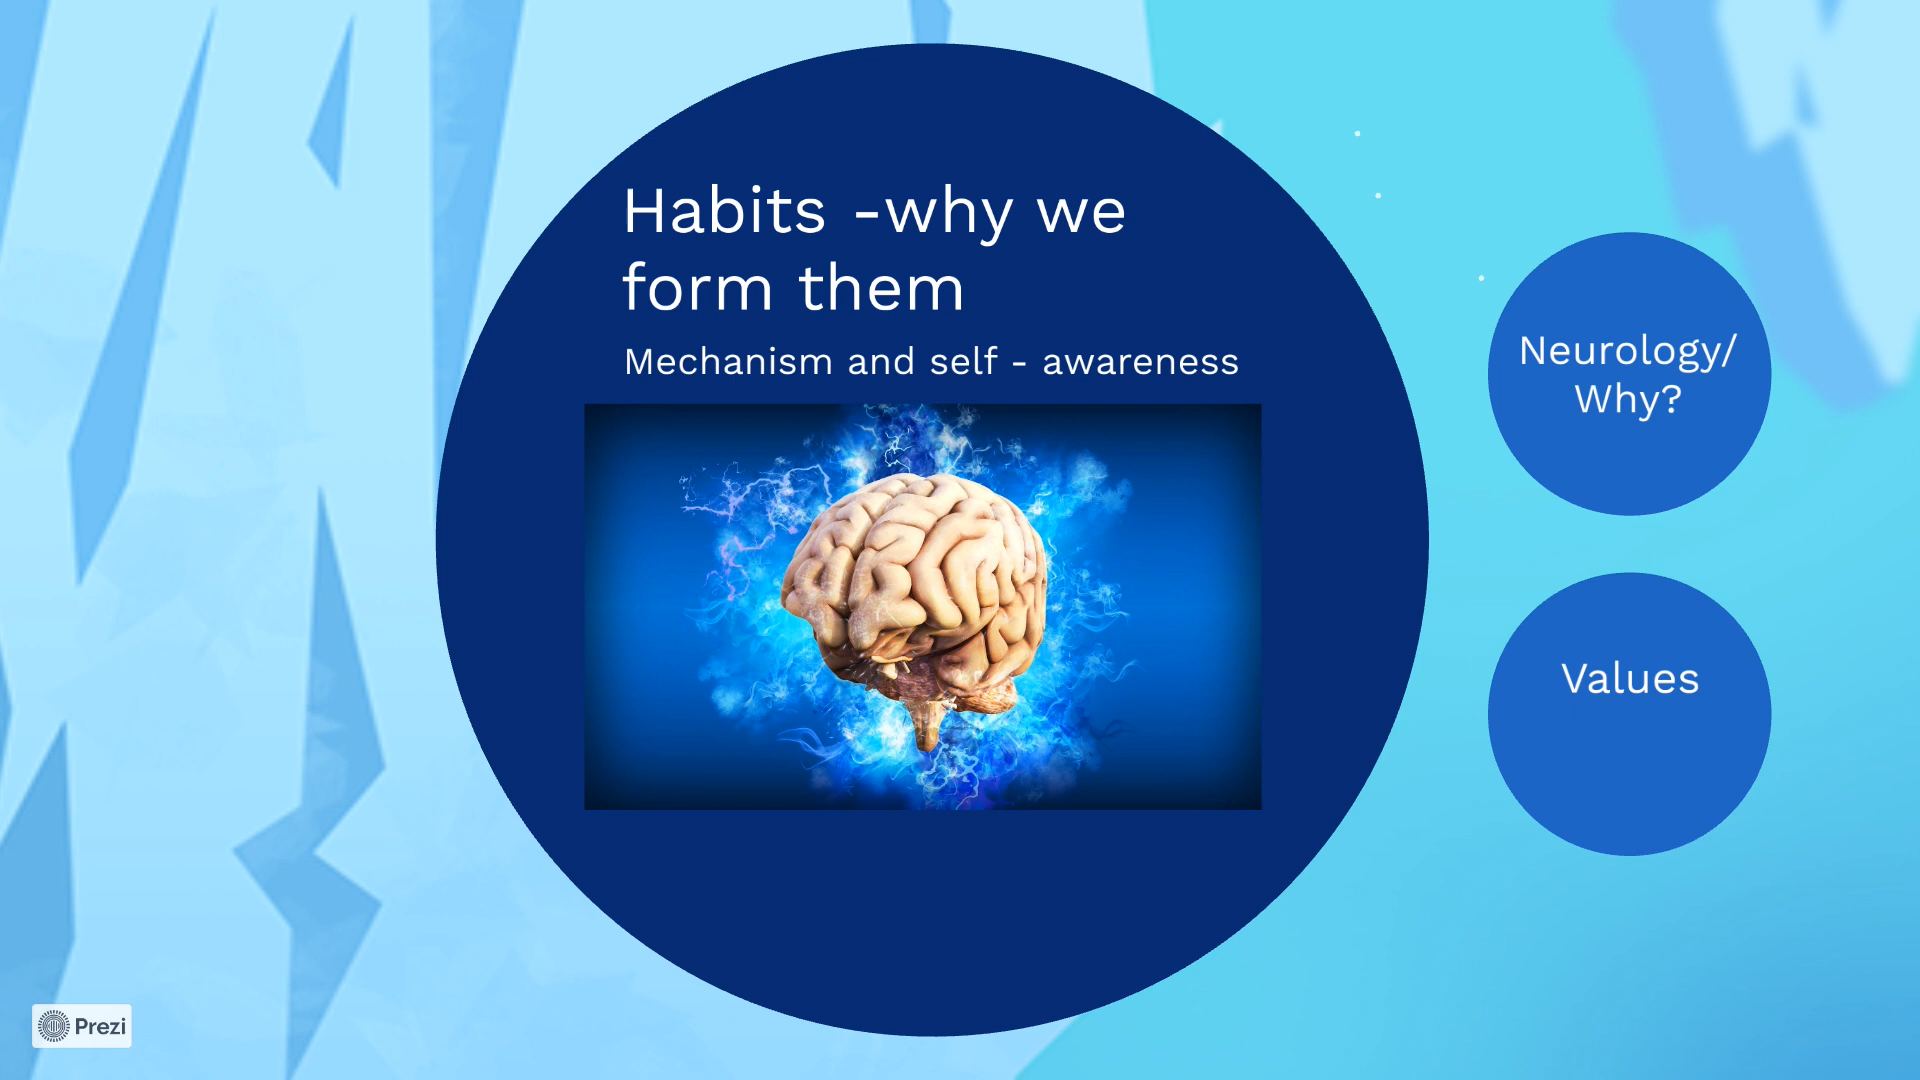 Habits -why we
form them
Mechanism and self - awareness
Neurology/
Why?
Values
Prezi